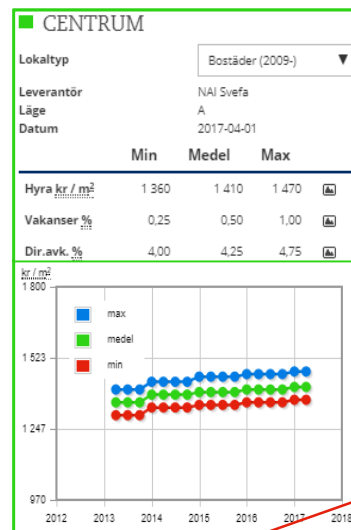 CENTRUM
Lokaltyp Bostäder (2009-)
Leverantör NAI Svefa
Läge A
Datum 2017-04-01
Min Medel Max
Hyra kr / m² 1 360 1 410 1 470
Vakanser % 0,25 0,50 1,00
Dir.avk. % 4,00 4,25 4,75
kr / m²
1 800
max
medel
1 523
min
1 247
970
2012 2013 2014 2015 2016 2017 2018